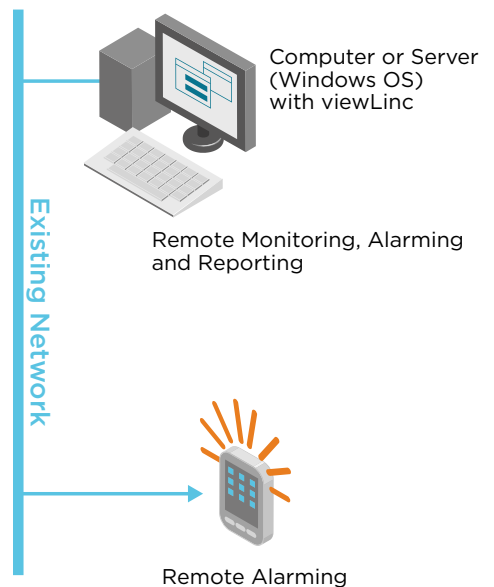 Computer or Server
(Windows OS)
with viewLinc
Remote Monitoring, Alarming
and Reporting
Existing Network
Remote Alarming